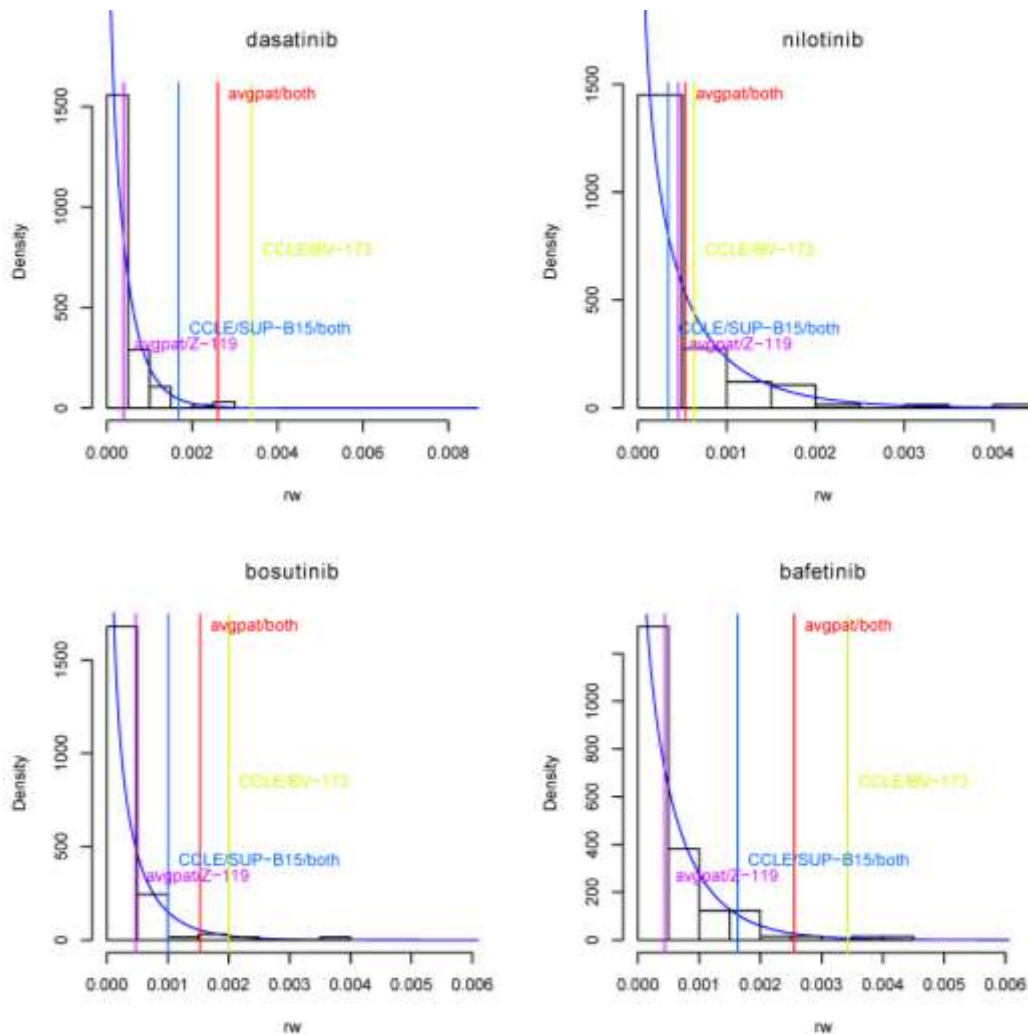 dasatinib
avgpat/both
CCLE/BV-173
CCLE/SUP-B15/both
avgpat/Z-119
Density
0
500
1000
1500
0.000
0.002
0.004
0.006
0.008
rw
nilotinib
avgpat/both
CCLE/BV-173
CCLE/SUP-B15/both
avgpat/Z-119
Density
0
500
1000
1500
0.000
0.001
0.002
0.003
0.004
rw
bosutinib
avgpat/both
CCLE/BV-173
CCLE/SUP-B15/both
avgpat/Z-119
Density
0
500
1000
1500
0.000
0.001
0.002
0.003
0.004
0.005
0.006
rw
bafetinib
avgpat/both
CCLE/BV-173
CCLE/SUP-B15/both
avgpat/Z-119
Density
0
200
400
600
800
1000
0.000
0.001
0.002
0.003
0.004
0.005
0.006
rw